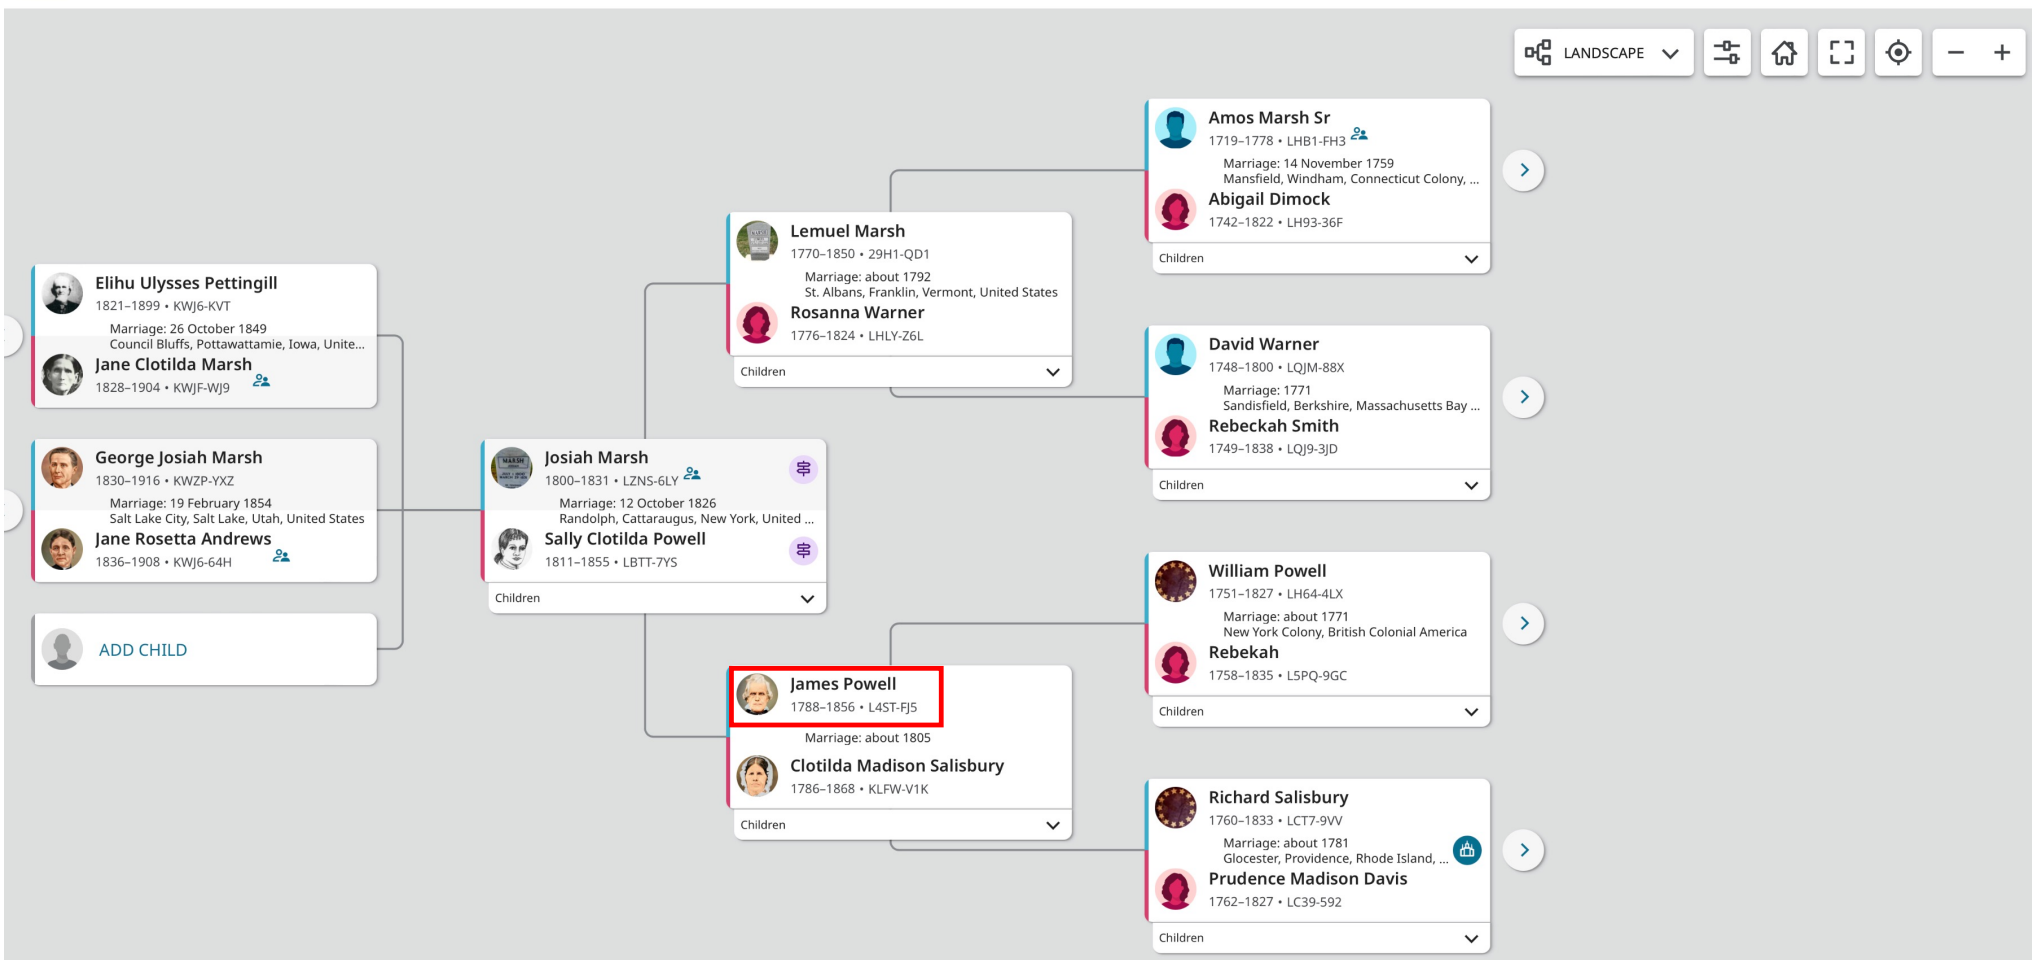 LANDSCAPE
Elihu Ulysses Pettingill
1821–1899 • KWJ6-KVT
Marriage: 26 October 1849
Council Bluffs, Pottawattamie, Iowa, Unite...
Jane Clotilda Marsh
1828–1904 • KWJF-WJ9
George Josiah Marsh
1830–1916 • KWZP-YXZ
Marriage: 19 February 1854
Salt Lake City, Salt Lake, Utah, United States
Jane Rosetta Andrews
1836–1908 • KWJ6-64H
ADD CHILD
Josiah Marsh
1800–1831 • LZNS-6LY
Marriage: 12 October 1826
Randolph, Cattaraugus, New York, United ...
Sally Clotilda Powell
1811–1855 • LBTT-7YS
Children
Lemuel Marsh
1770–1850 • 29H1-QD1
Marriage: about 1792
St. Albans, Franklin, Vermont, United States
Rosanna Warner
1776–1824 • LHLY-Z6L
Children
James Powell
1788–1856 • L4ST-FJ5
Marriage: about 1805
Clotilda Madison Salisbury
1786–1868 • KLFW-V1K
Children
Amos Marsh Sr
1719–1778 • LHB1-FH3
Marriage: 14 November 1759
Mansfield, Windham, Connecticut Colony, ...
Abigail Dimock
1742–1822 • LH93-36F
Children
David Warner
1748–1800 • LQJM-88X
Marriage: 1771
Sandisfield, Berkshire, Massachusetts Bay ...
Rebeckah Smith
1749–1838 • LQJ9-3JD
Children
William Powell
1751–1827 • LH64-4LX
Marriage: about 1771
New York Colony, British Colonial America
Rebekah
1758–1835 • L5PQ-9GC
Children
Richard Salisbury
1760–1833 • LCT7-9VV
Marriage: about 1781
Glocester, Providence, Rhode Island, ...
Prudence Madison Davis
1762–1827 • LC39-592
Children